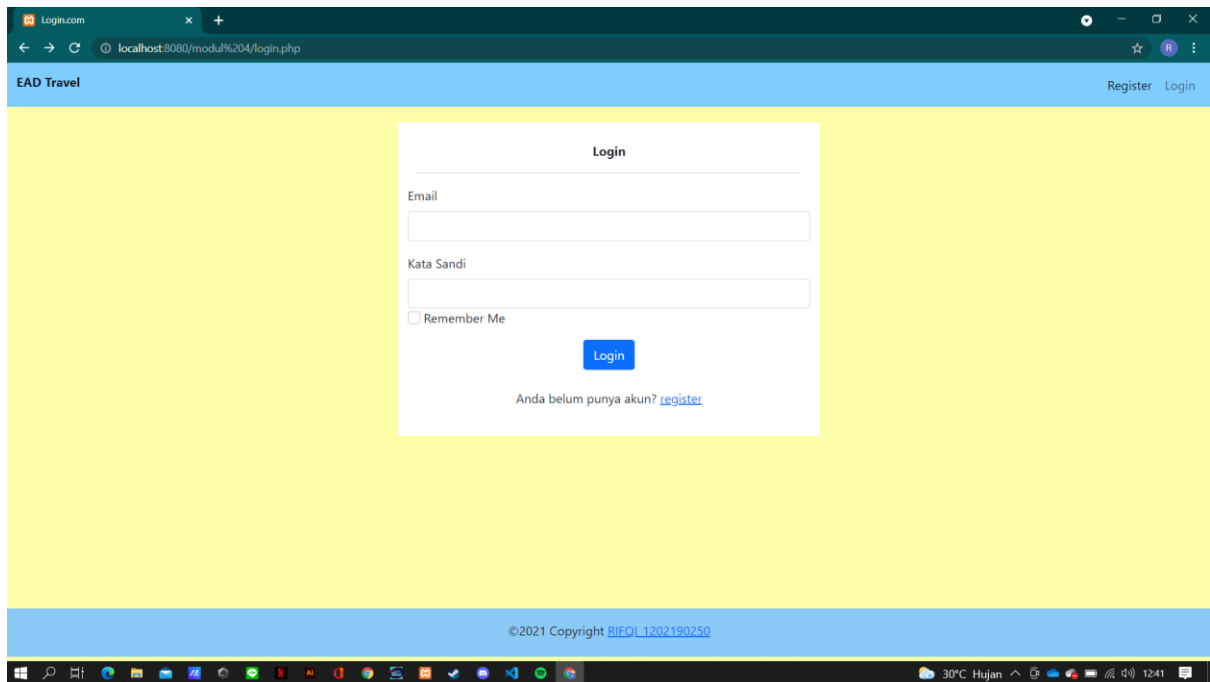 Login.com
localhost:8080/modul%204/login.php
R
EAD Travel
Register Login
Login
Email
Kata Sandi
Remember Me
Login
Anda belum punya akun? register
©2021 Copyright RIFQI_1202190250
30°C Hujan 12:41